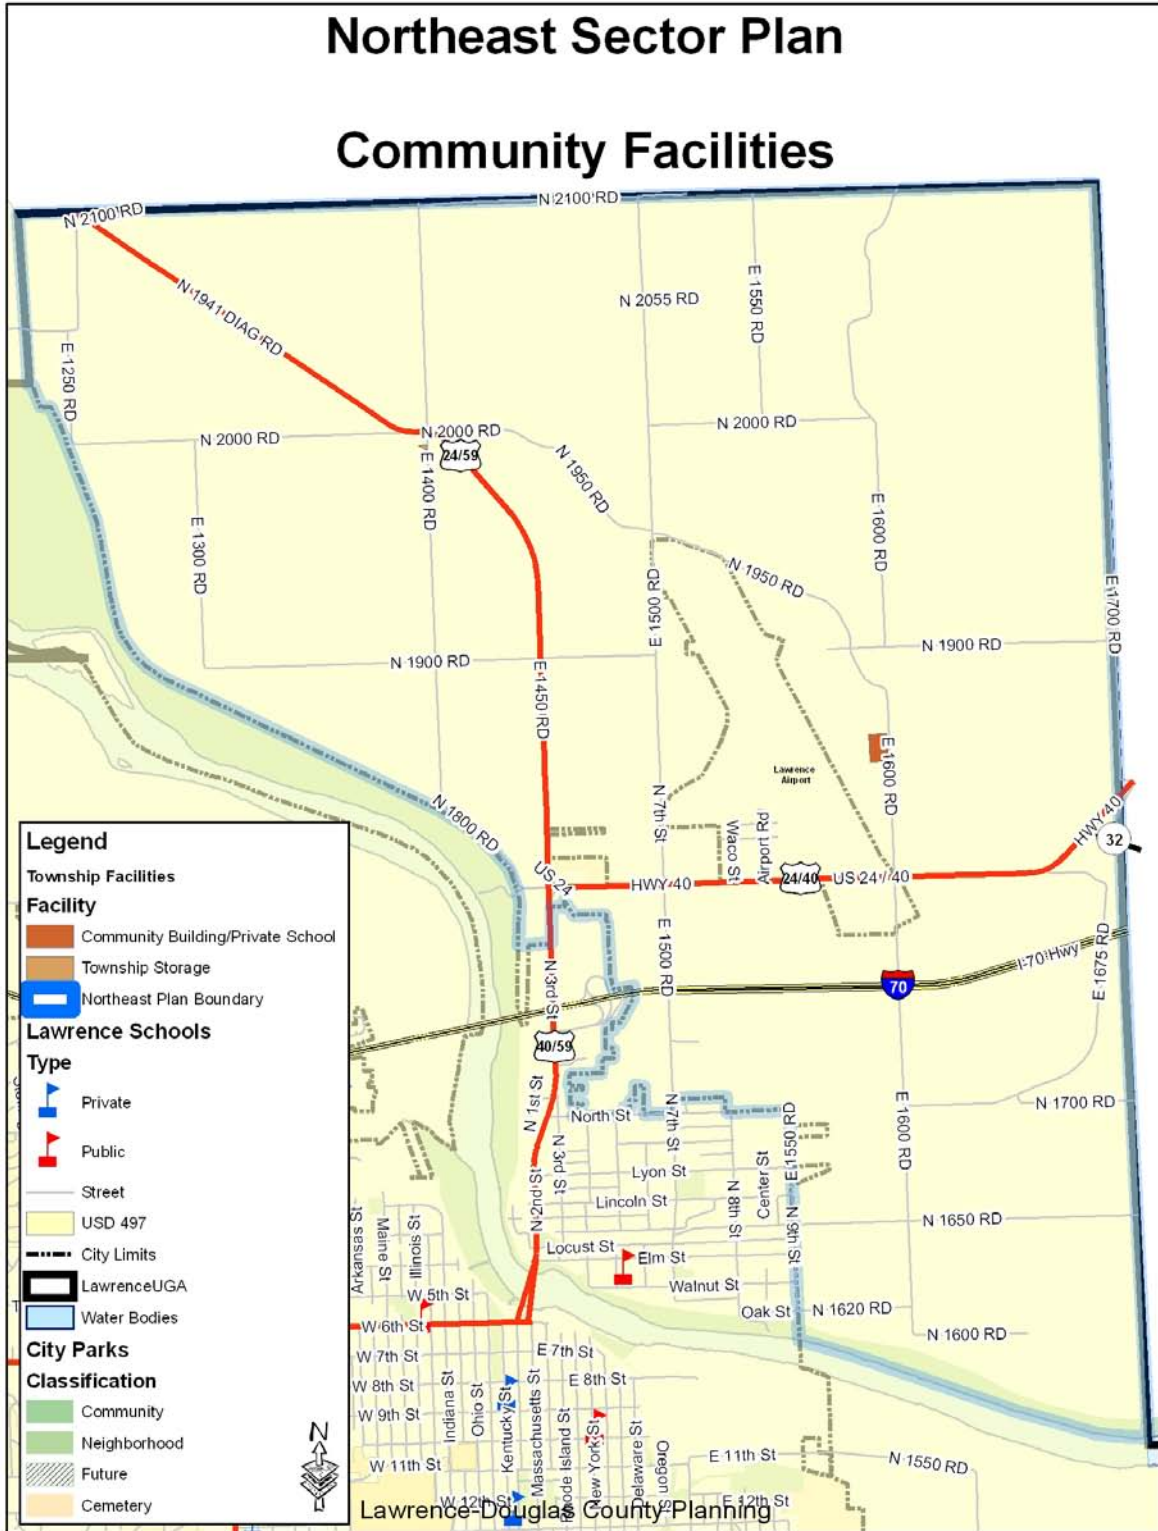 Northeast Sector Plan
Community Facilities
N 2100 RD
N 2100 RD
N 1941 DIAG RD
N 2055 RD
E 1550 RD
E 1250 RD
N 2000 RD
N 2000 RD
N 2000 RD
24/59
E 1400 RD
N 1950 RD
E 1300 RD
E 1600 RD
N 1950 RD
E 1500 RD
E 1700 RD
N 1900 RD
N 1900 RD
E 1450 RD
E 1600 RD
Lawrence
Airport
N 1800 RD
N 7th St
Waco St
Airport Rd
HWY 40
32
US 24
HWY 40
24/40
US 24 / 40
E 1500 RD
N 3rd St
I-70 Hwy
E 1675 RD
70
40/59
N 1st St
North St
N 7th St
E 1550 RD
E 1600 RD
N 1700 RD
N 3rd St
Lyon St
Center St
N 2nd St
Lincoln St
N 8th St
N 9th St
N 1650 RD
Arkansas St
Maine St
Illinois St
Locust St
Elm St
Walnut St
W 5th St
Oak St
N 1620 RD
W 6th St
N 1600 RD
W 7th St
E 7th St
W 8th St
E 8th St
W 9th St
Indiana St
Ohio St
Kentucky St
Massachusetts St
Rhode Island St
New York St
Delaware St
Oregon St
W 11th St
E 11th St
N 1550 RD
W 12th St
E 12th St
Lawrence-Douglas County Planning
Legend
Township Facilities
Facility
Community Building/Private School
Township Storage
Northeast Plan Boundary
Lawrence Schools
Type
Private
Public
Street
USD 497
City Limits
LawrenceUGA
Water Bodies
City Parks
Classification
Community
Neighborhood
Future
Cemetery
N